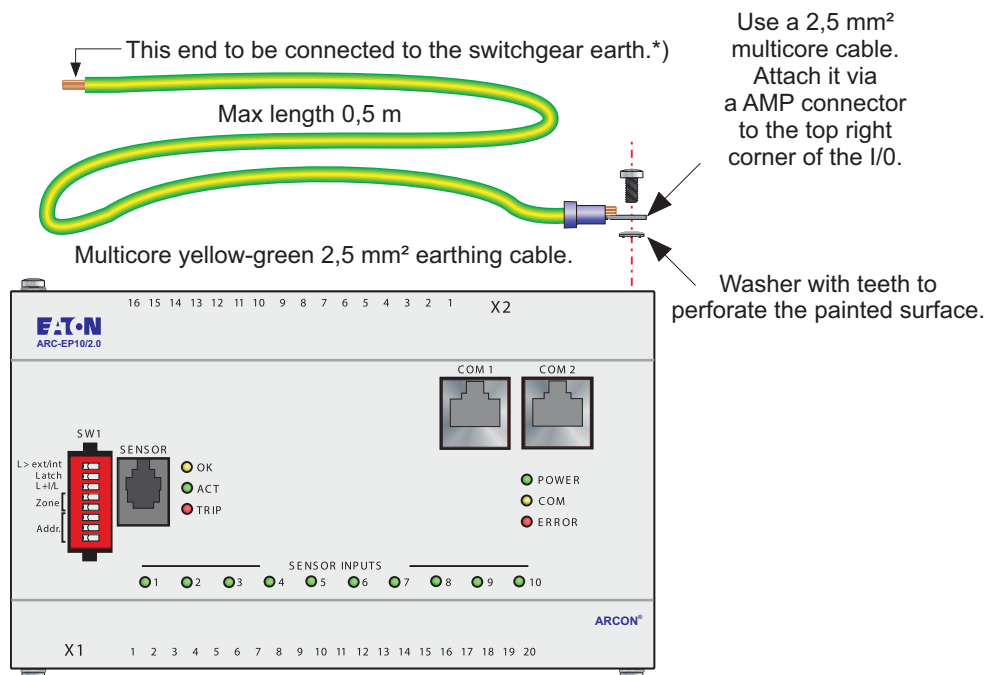 This end to be connected to the switchgear earth.*)
Max length 0,5 m
Use a 2,5 mm²
multicore cable.
Attach it via
a AMP connector
to the top right
corner of the I/0.
Multicore yellow-green 2,5 mm² earthing cable.
Washer with teeth to
perforate the painted surface.
16 15 14 13 12 11 10 9 8 7 6 5 4 3 2 1 X2
EATON
ARC-EP10/2.0
COM 1 COM 2
SW1
SENSOR
L> ext/int
Latch
L+I/L
Zone
Addr.
OK
ACT
TRIP
POWER
COM
ERROR
SENSOR INPUTS
1 2 3 4 5 6 7 8 9 10
ARCON®
X1 1 2 3 4 5 6 7 8 9 10 11 12 13 14 15 16 17 18 19 20